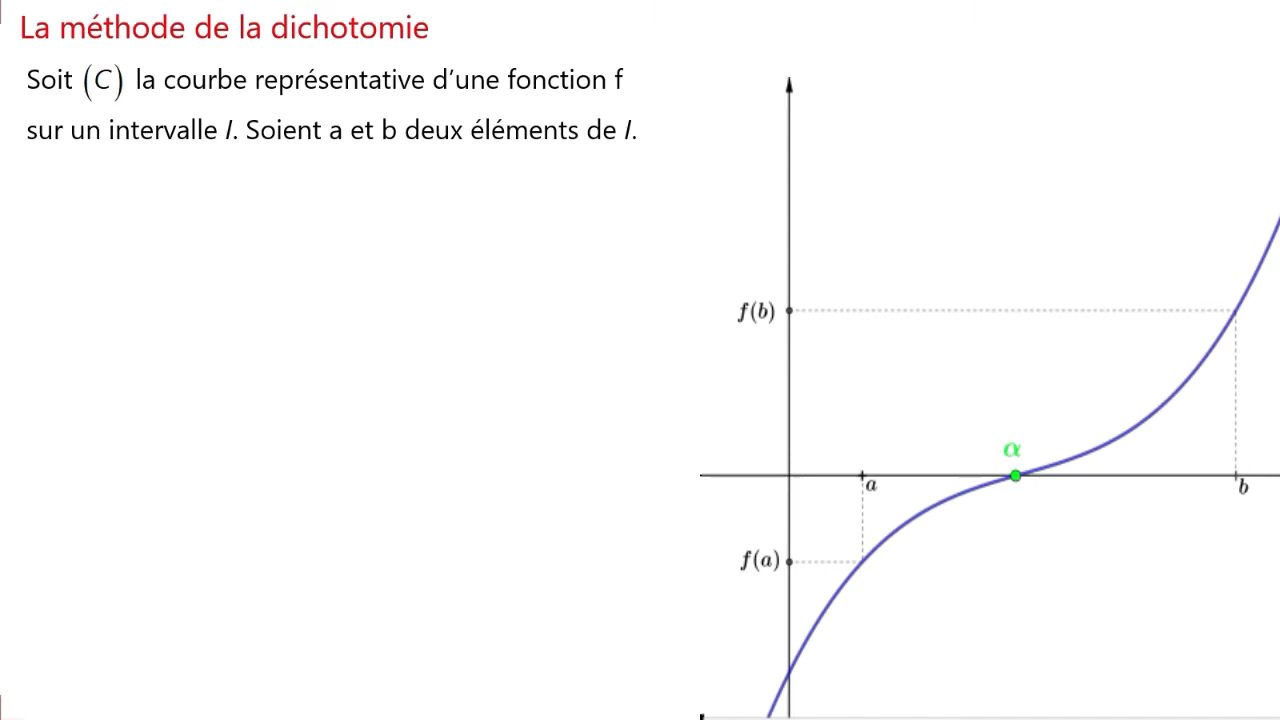 La méthode de la dichotomie
Soit (C) la courbe représentative d’une fonction f
sur un intervalle I. Soient a et b deux éléments de I.
f(b)
α
a
b
f(a)